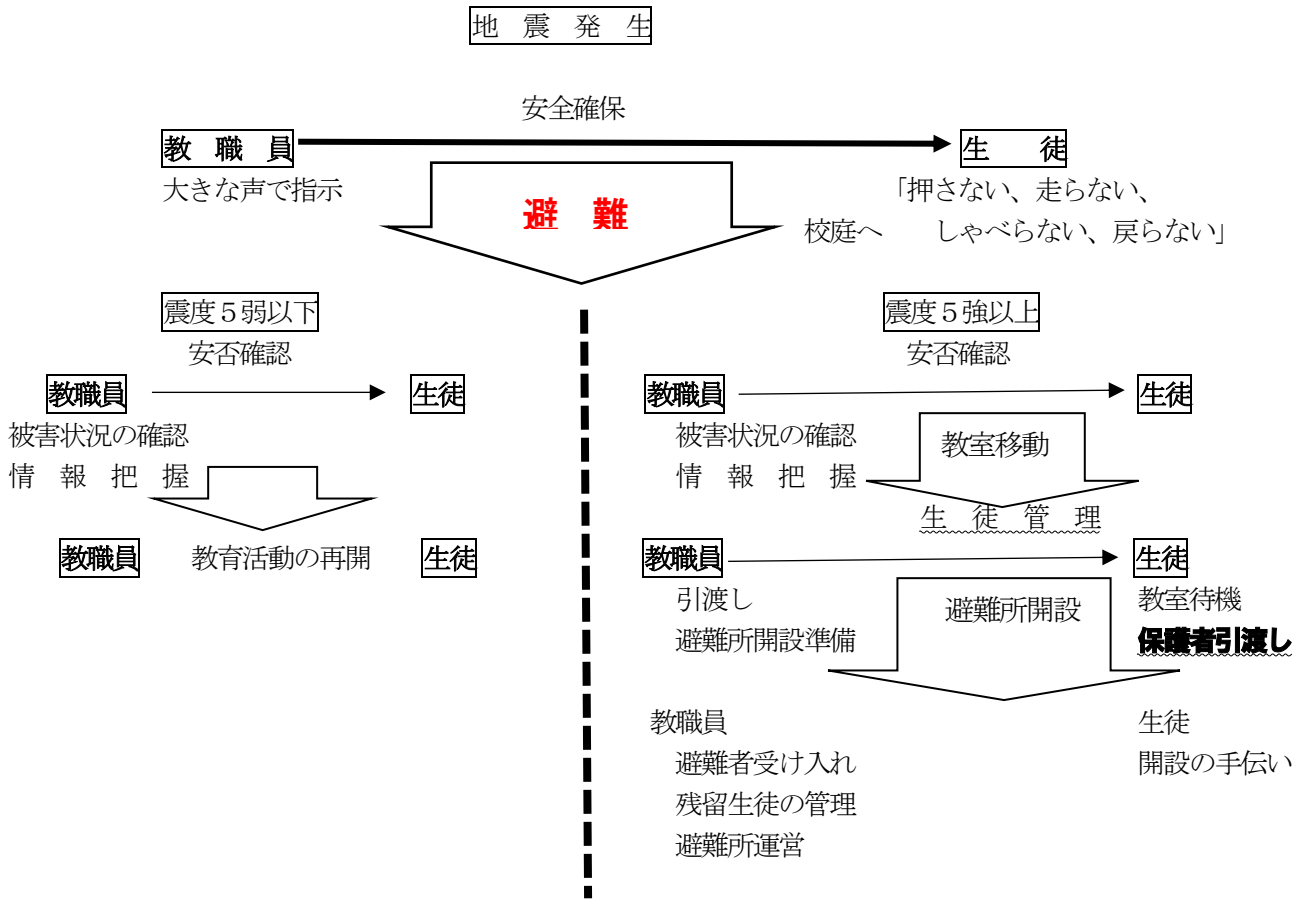 地　震　発　生
安全確保
教　職　員
生　　徒
大きな声で指示
避　難
「押さない、走らない、
校庭へ　　しゃべらない、戻らない」
震度５弱以下
安否確認
教職員
生徒
被害状況の確認
情　報　把　握
教職員　教育活動の再開　生徒
震度５強以上
安否確認
教職員
生徒
被害状況の確認
情　報　把　握
教室移動
生　徒　管　理
教職員
生徒
引渡し
避難所開設準備
避難所開設
教室待機
保護者引渡し
教職員
避難者受け入れ
残留生徒の管理
避難所運営
生徒
開設の手伝い